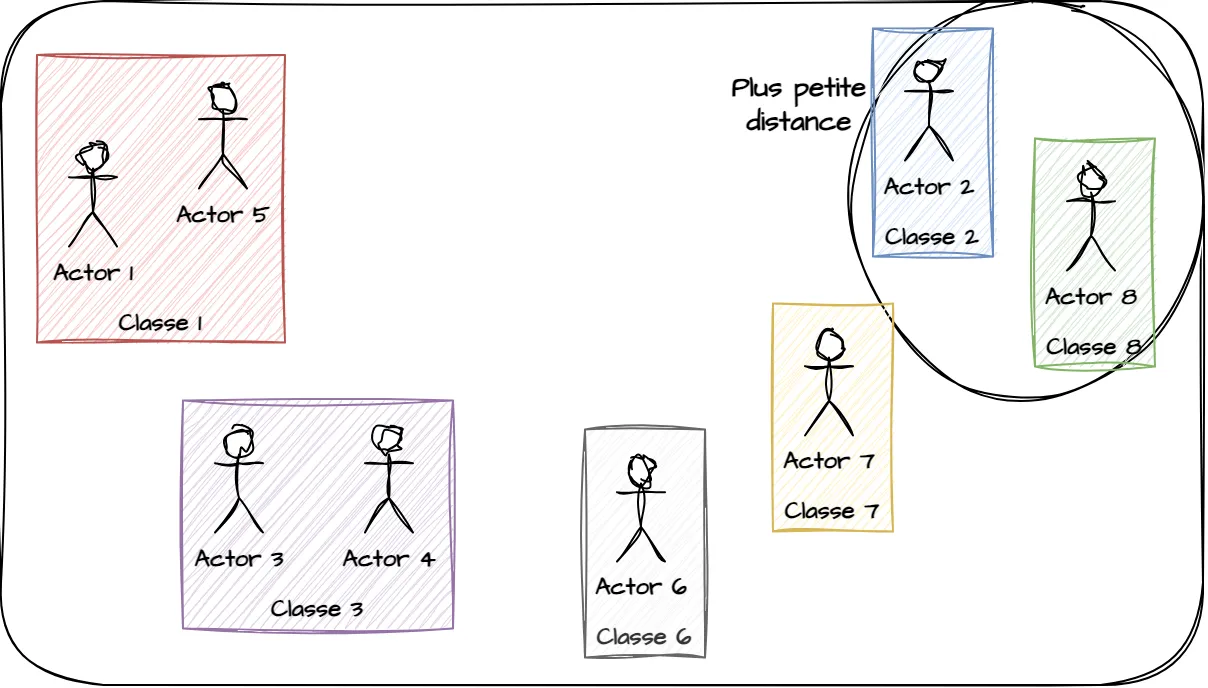 Plus petite
distance
Actor 2
Classe 2
Actor 5
Actor 1
Classe 1
Actor 8
Classe 8
Actor 7
Classe 7
Actor 3
Actor 4
Classe 3
Actor 6
Classe 6